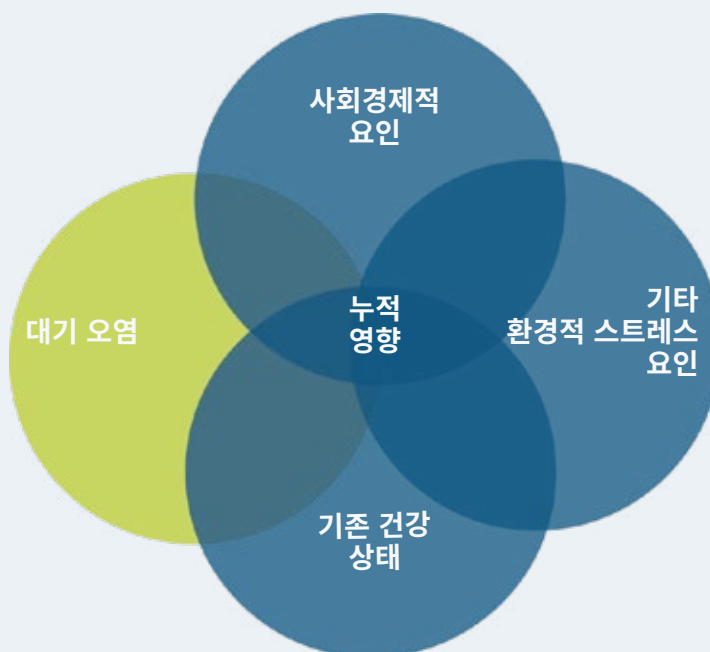 사회경제적
요인
대기 오염
누적
영향
기타
환경적 스트레스
요인
기존 건강
상태